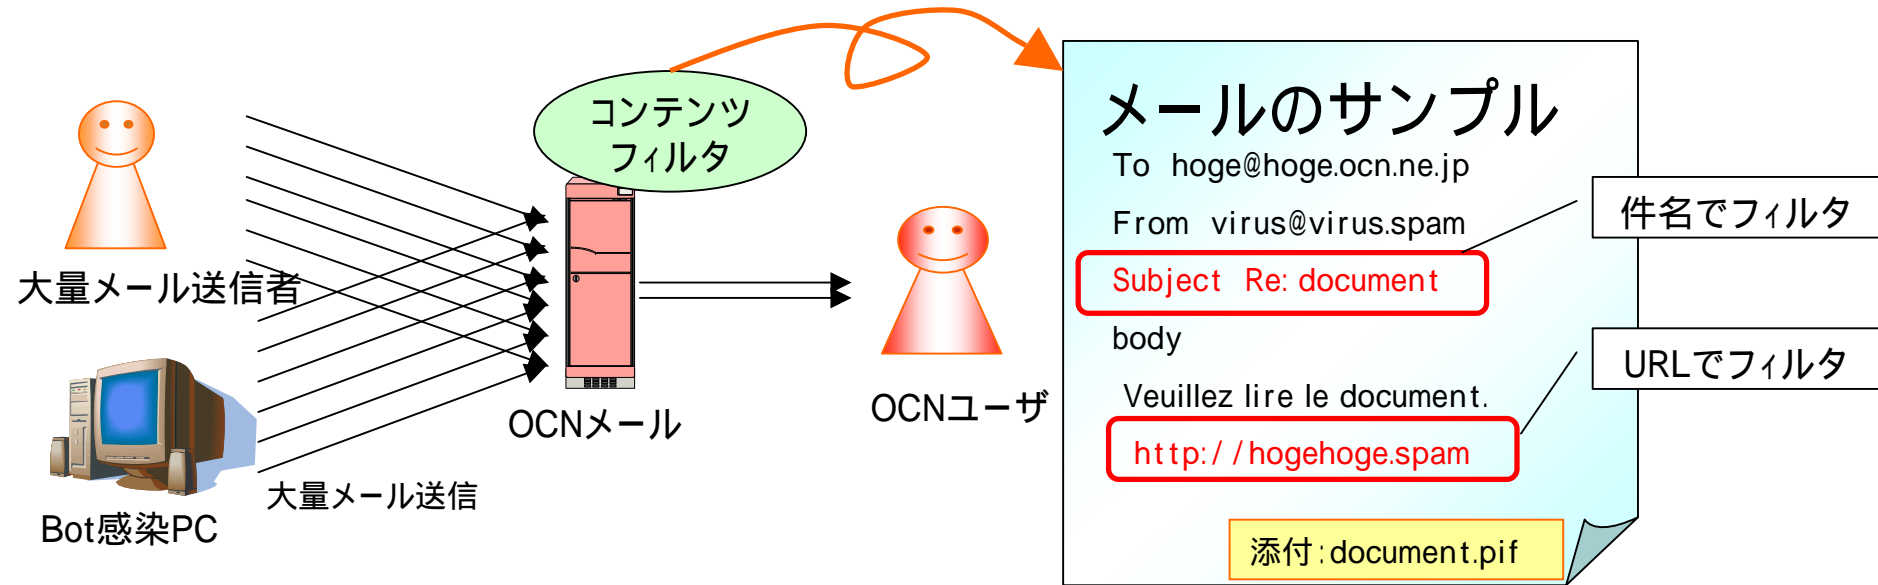 コンテンツ
フィルタ
大量メール送信者
Bot感染PC
大量メール送信
OCNメール
OCNユーザ
メールのサンプル
To hoge@hoge.ocn.ne.jp
From virus@virus.spam
Subject Re: document
body
Veuillez lire le document.
http://hogehoge.spam
添付:document.pif
件名でフィルタ
URLでフィルタ